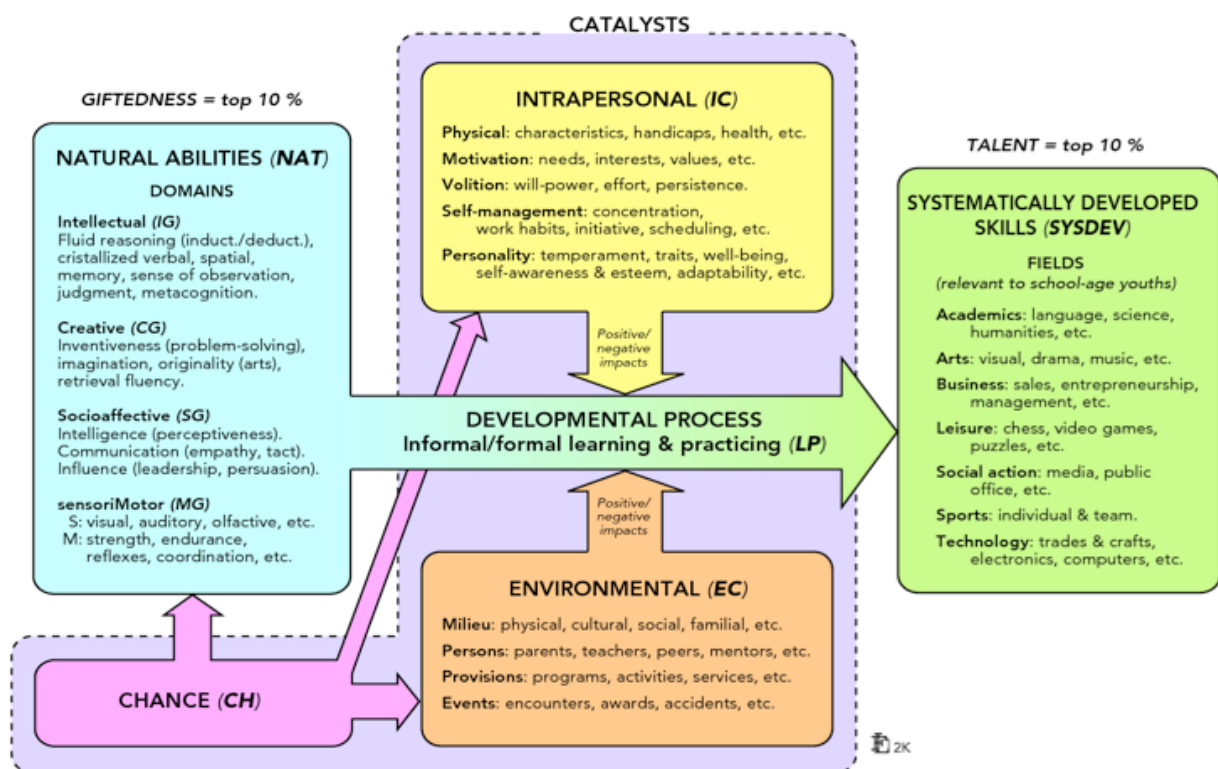 CATALYSTS
GIFTEDNESS = top 10 %
NATURAL ABILITIES (NAT)
DOMAINS
Intellectual (IG)
Fluid reasoning (induct./deduct.),
cristallized verbal, spatial,
memory, sense of observation,
judgment, metacognition.
Creative (CG)
Inventiveness (problem-solving),
imagination, originality (arts),
retrieval fluency.
Socioaffective (SG)
Intelligence (perceptiveness).
Communication (empathy, tact).
Influence (leadership, persuasion).
sensoriMotor (MG)
S: visual, auditory, olfactive, etc.
M: strength, endurance,
reflexes, coordination, etc.
INTRAPERSONAL (IC)
Physical: characteristics, handicaps, health, etc.
Motivation: needs, interests, values, etc.
Volition: will-power, effort, persistence.
Self-management: concentration,
work habits, initiative, scheduling, etc.
Personality: temperament, traits, well-being,
self-awareness & esteem, adaptability, etc.
Positive/
negative
impacts
DEVELOPMENTAL PROCESS
Informal/formal learning & practicing (LP)
Positive/
negative
impacts
ENVIRONMENTAL (EC)
Milieu: physical, cultural, social, familial, etc.
Persons: parents, teachers, peers, mentors, etc.
Provisions: programs, activities, services, etc.
Events: encounters, awards, accidents, etc.
CHANCE (CH)
TALENT = top 10 %
SYSTEMATICALLY DEVELOPED
SKILLS (SYSDEV)
FIELDS
(relevant to school-age youths)
Academics: language, science,
humanities, etc.
Arts: visual, drama, music, etc.
Business: sales, entrepreneurship,
management, etc.
Leisure: chess, video games,
puzzles, etc.
Social action: media, public
office, etc.
Sports: individual & team.
Technology: trades & crafts,
electronics, computers, etc.
2K